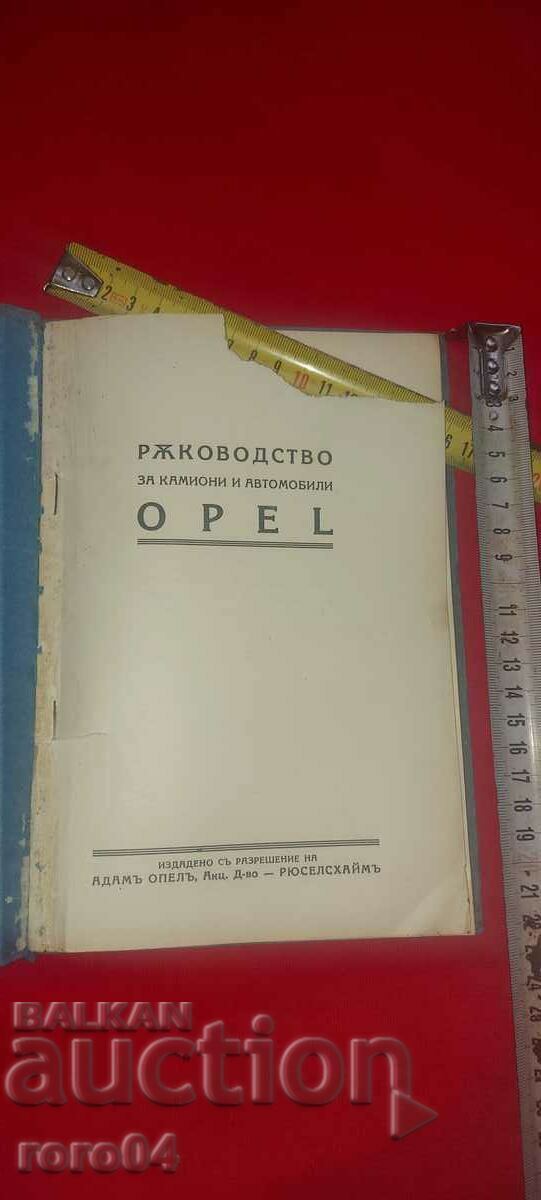 РѪКОВОДСТВО
ЗА КАМИОНИ И АВТОМОБИЛИ
OPEL
ИЗДАДЕНО СЪ РАЗРЕШЕНИЕ НА
АДАМЪ ОПЕЛЪ, Акц. Д-во — РЮСЕЛСХАЙМЪ
BALKAN
auction
roro04